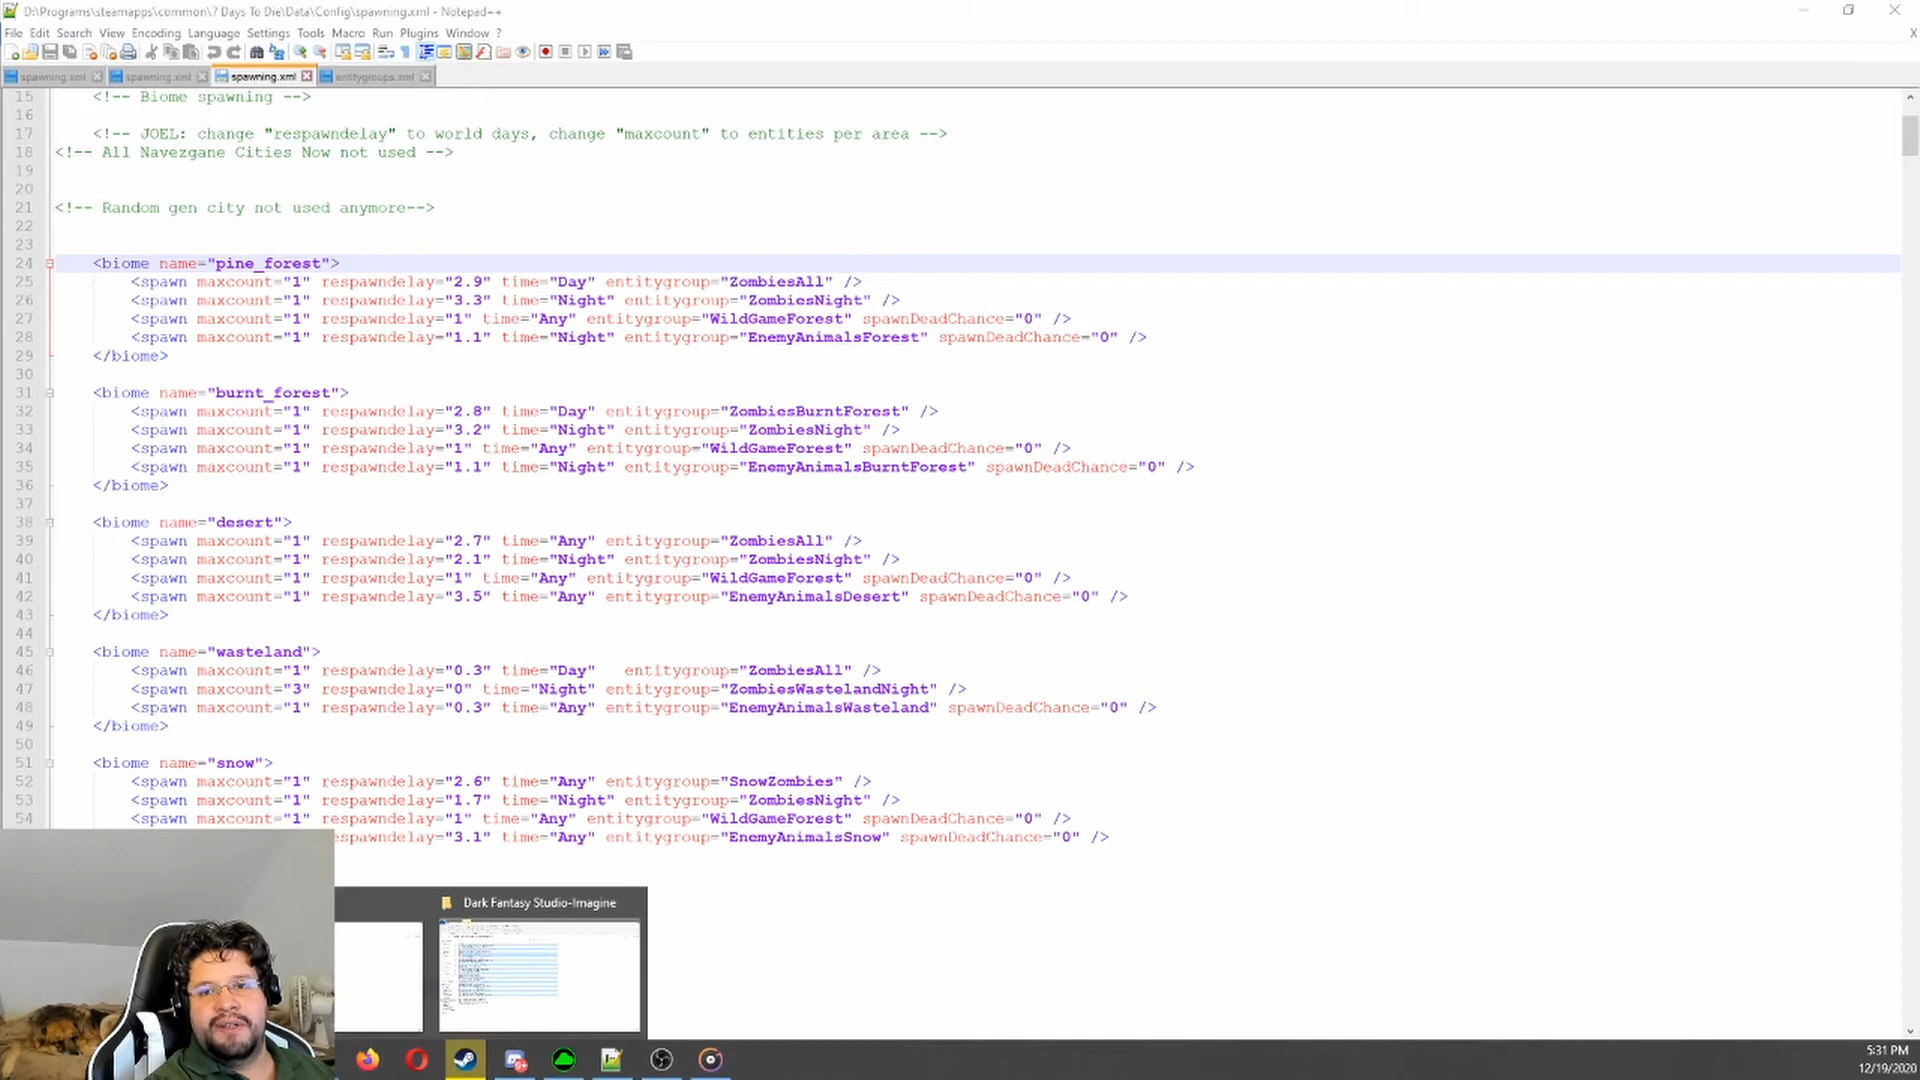 D:\Programs\steamapps\common\7 Days To Die\Data\Config\spawning.xml - Notepad++
File Edit Search View Encoding Language Settings Tools Macro Run Plugins Window ? X
spawning.xml spawning.xml spawning.xml entitygroups.xml
15 <!-- Biome spawning -->
16
17 <!-- JOEL: change "respawndelay" to world days, change "maxcount" to entities per area -->
18 <!-- All Navezgane Cities Now not used -->
19
20
21 <!-- Random gen city not used anymore-->
22
23
24 <biome name="pine_forest">
25 <spawn maxcount="1" respawndelay="2.9" time="Day" entitygroup="ZombiesAll" />
26 <spawn maxcount="1" respawndelay="3.3" time="Night" entitygroup="ZombiesNight" />
27 <spawn maxcount="1" respawndelay="1" time="Any" entitygroup="WildGameForest" spawnDeadChance="0" />
28 <spawn maxcount="1" respawndelay="1.1" time="Night" entitygroup="EnemyAnimalsForest" spawnDeadChance="0" />
29 </biome>
30
31 <biome name="burnt_forest">
32 <spawn maxcount="1" respawndelay="2.8" time="Day" entitygroup="ZombiesBurntForest" />
33 <spawn maxcount="1" respawndelay="3.2" time="Night" entitygroup="ZombiesNight" />
34 <spawn maxcount="1" respawndelay="1" time="Any" entitygroup="WildGameForest" spawnDeadChance="0" />
35 <spawn maxcount="1" respawndelay="1.1" time="Night" entitygroup="EnemyAnimalsBurntForest" spawnDeadChance="0" />
36 </biome>
37
38 <biome name="desert">
39 <spawn maxcount="1" respawndelay="2.7" time="Any" entitygroup="ZombiesAll" />
40 <spawn maxcount="1" respawndelay="2.1" time="Night" entitygroup="ZombiesNight" />
41 <spawn maxcount="1" respawndelay="1" time="Any" entitygroup="WildGameForest" spawnDeadChance="0" />
42 <spawn maxcount="1" respawndelay="3.5" time="Any" entitygroup="EnemyAnimalsDesert" spawnDeadChance="0" />
43 </biome>
44
45 <biome name="wasteland">
46 <spawn maxcount="1" respawndelay="0.3" time="Day" entitygroup="ZombiesAll" />
47 <spawn maxcount="3" respawndelay="0" time="Night" entitygroup="ZombiesWastelandNight" />
48 <spawn maxcount="1" respawndelay="0.3" time="Any" entitygroup="EnemyAnimalsWasteland" spawnDeadChance="0" />
49 </biome>
50
51 <biome name="snow">
52 <spawn maxcount="1" respawndelay="2.6" time="Any" entitygroup="SnowZombies" />
53 <spawn maxcount="1" respawndelay="1.7" time="Night" entitygroup="ZombiesNight" />
54 <spawn maxcount="1" respawndelay="1" time="Any" entitygroup="WildGameForest" spawnDeadChance="0" />
espawndelay="3.1" time="Any" entitygroup="EnemyAnimalsSnow" spawnDeadChance="0" />
Dark Fantasy Studio-Imagine
5:31 PM
12/19/2020